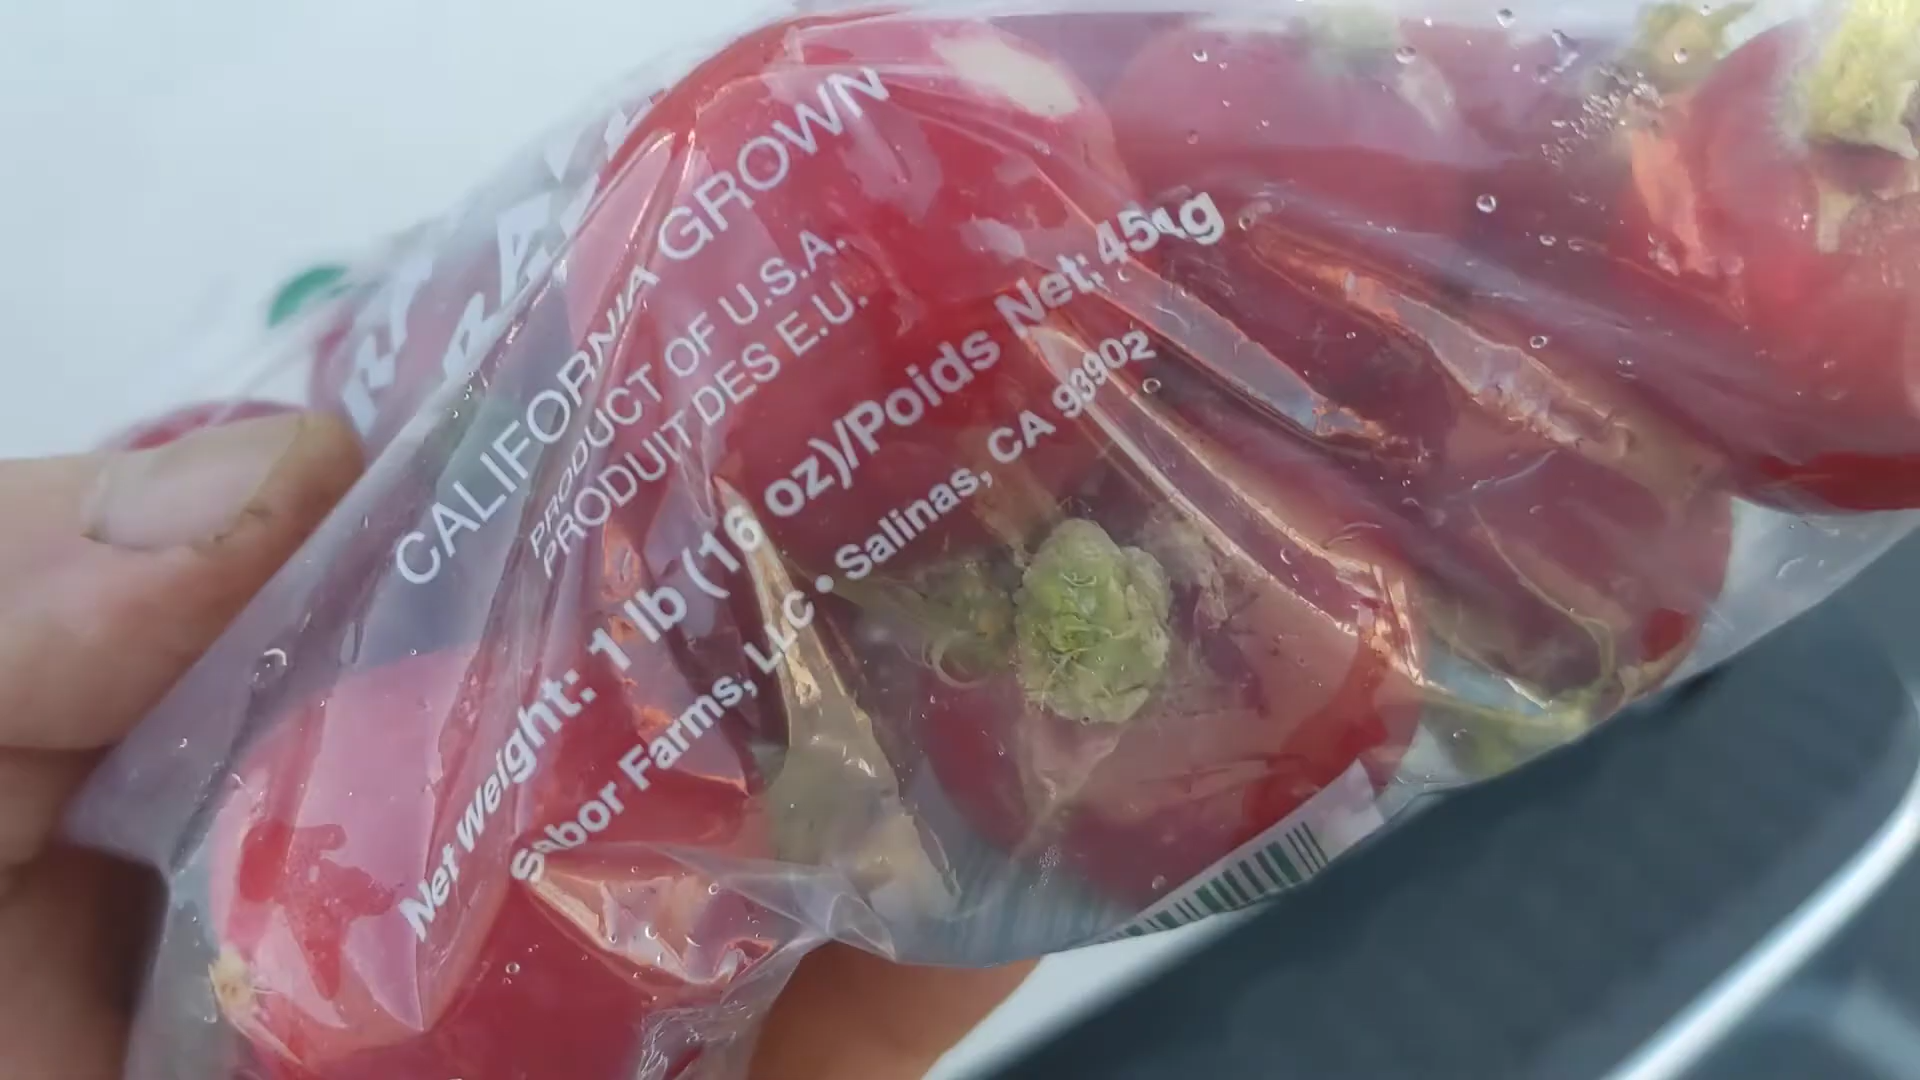 CALIFORNIA GROWN
PRODUCT OF U.S.A.
PRODUIT DES E.U.
Net Weight: 1 lb (16 oz)/Poids Net: 454g
Sabor Farms, LLC • Salinas, CA 93902